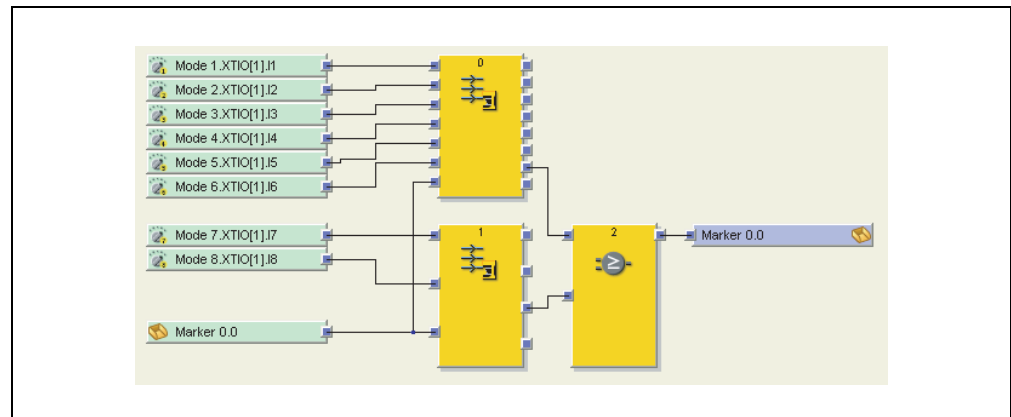 Mode 1.XTIO[1].I1
Mode 2.XTIO[1].I2
Mode 3.XTIO[1].I3
Mode 4.XTIO[1].I4
Mode 5.XTIO[1].I5
Mode 6.XTIO[1].I6
0
Mode 7.XTIO[1].I7
Mode 8.XTIO[1].I8
1
2
Marker 0.0
Marker 0.0